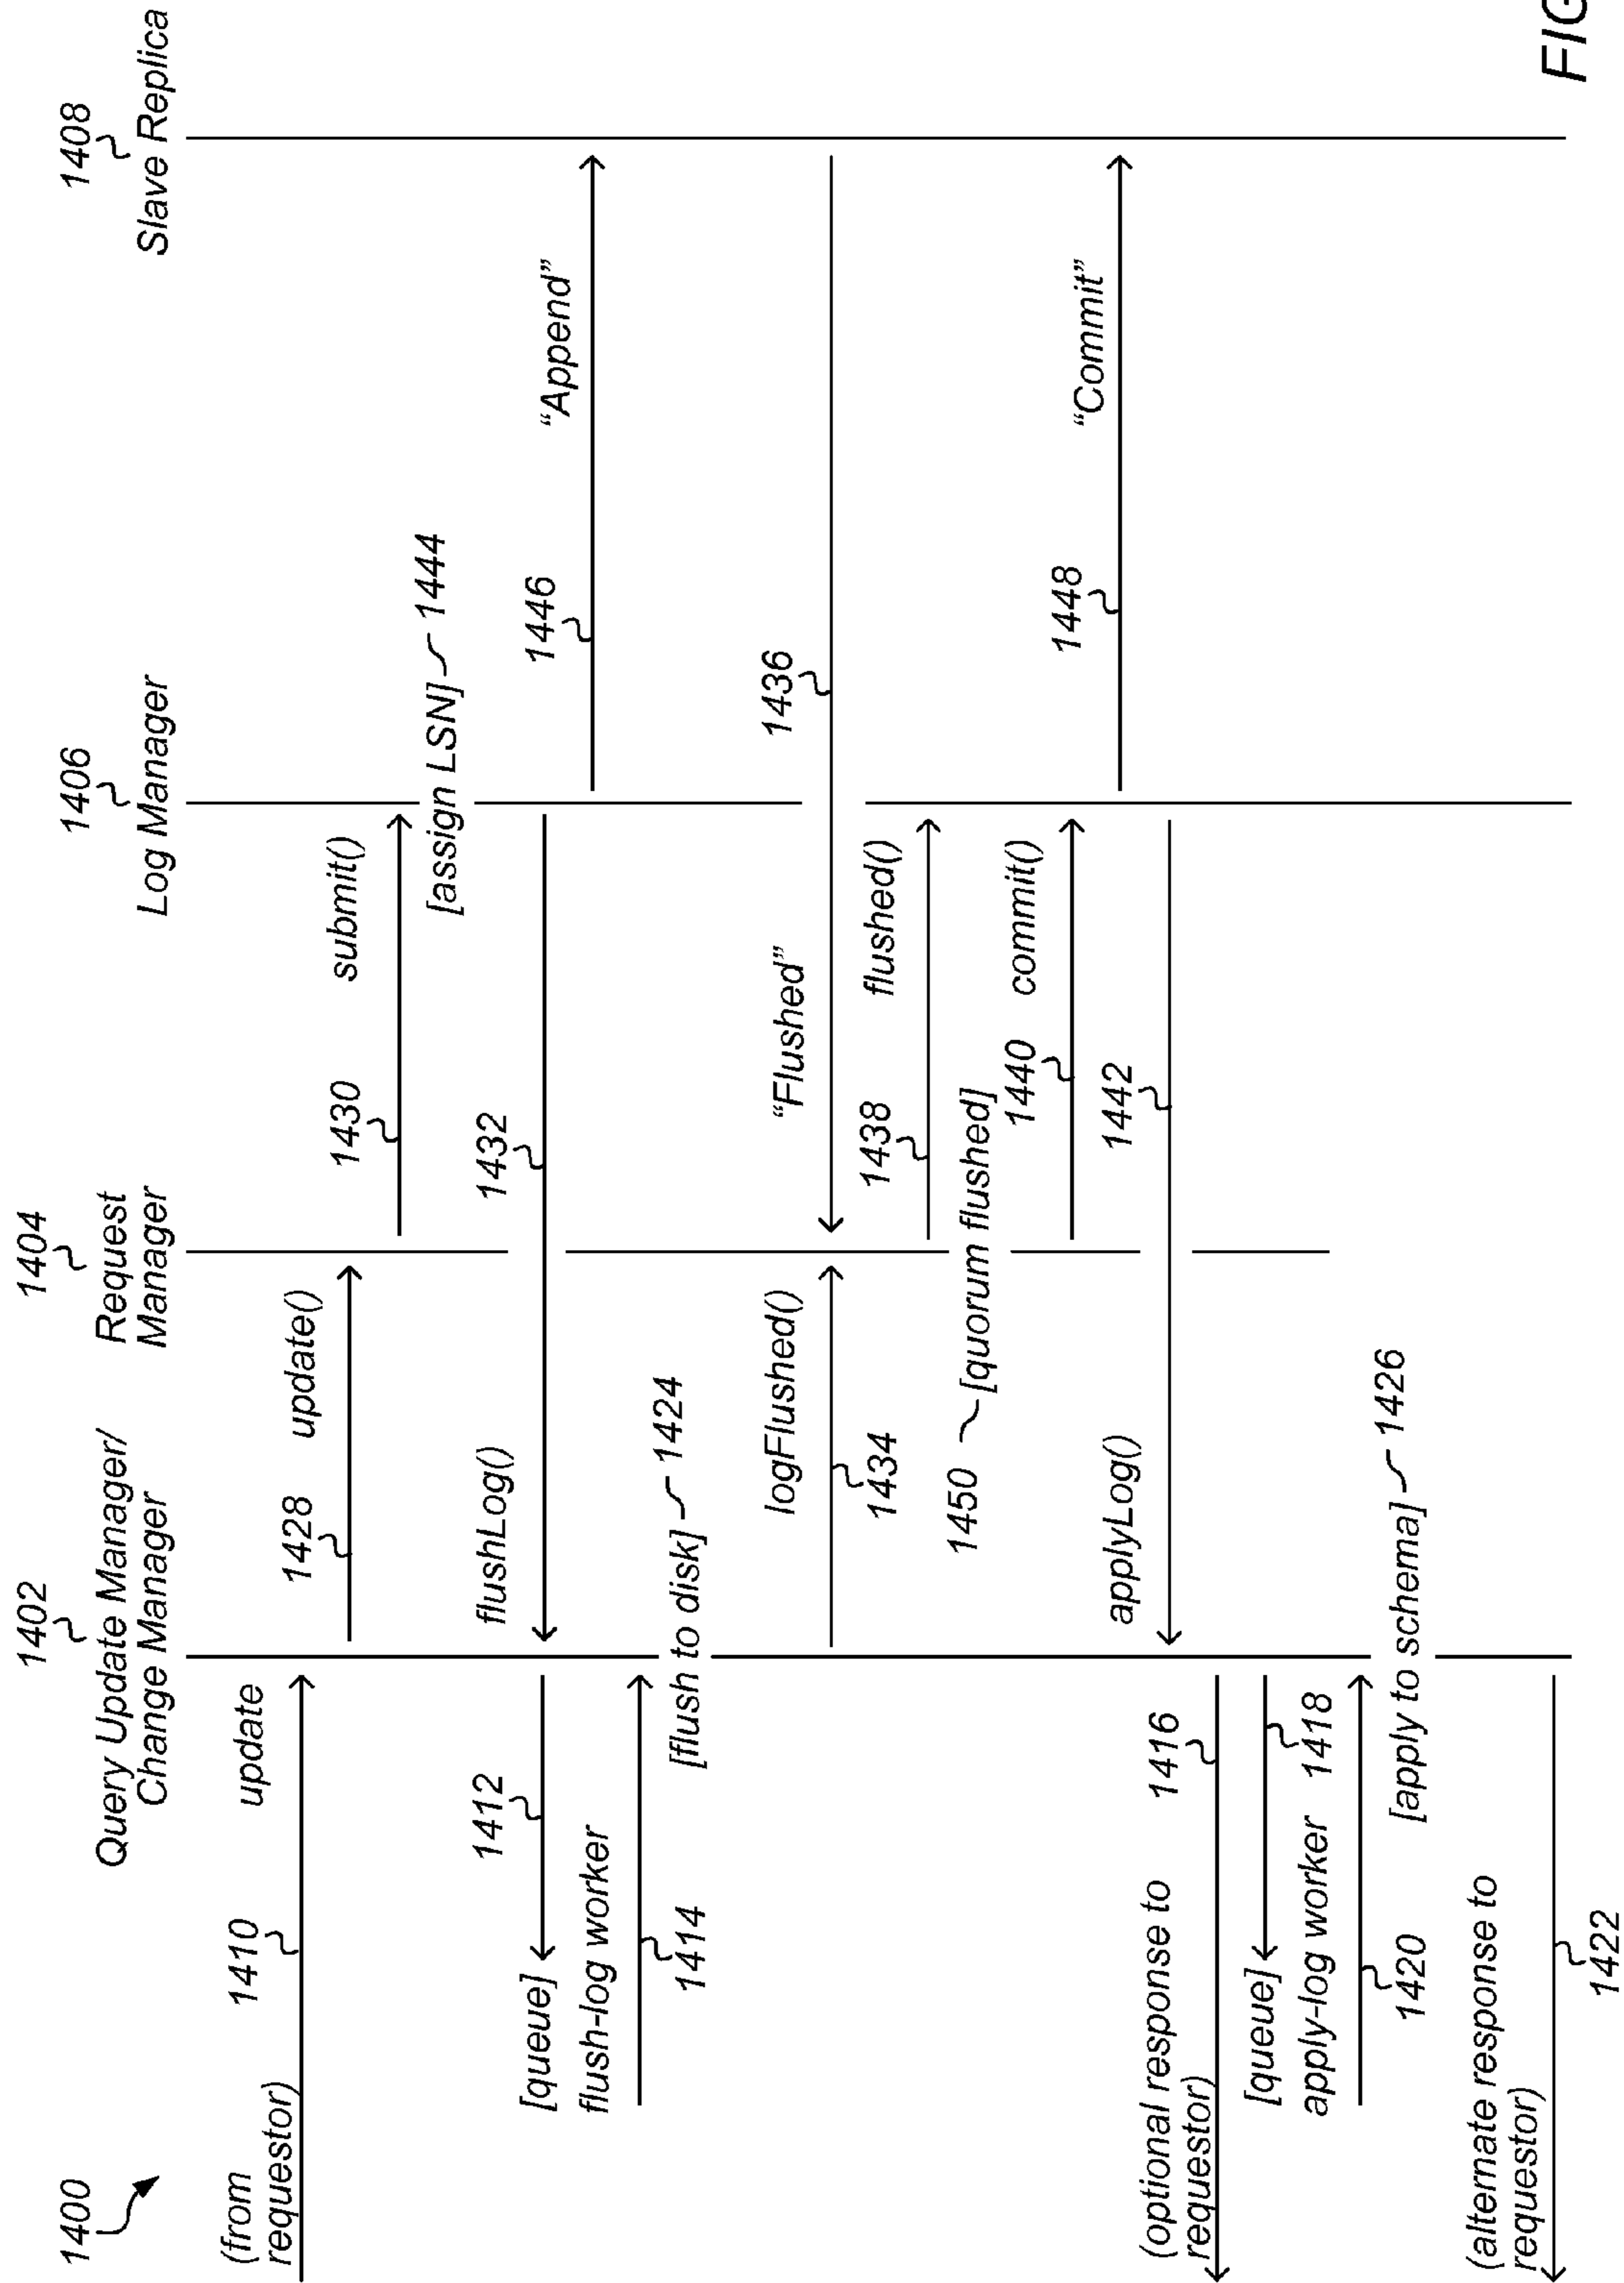 1400
1402
Query Update Manager/
Change Manager
1404
Request
Manager
1406
Log Manager
1408
Slave Replica
(from
requestor)
1410
update
1428
update()
1430
submit()
[assign LSN]
1444
flushLog()
1432
1412
[queue]
1446
"Append"
flush-log worker
1414
[flush to disk]
1424
logFlushed()
1434
"Flushed"
1436
1438
flushed()
1450
[quorum flushed]
1440
commit()
1448
"Commit"
applyLog()
1442
(optional response to
requestor)
1416
[queue]
1418
apply-log worker
1420
[apply to schema]
1426
(alternate response to
requestor)
1422